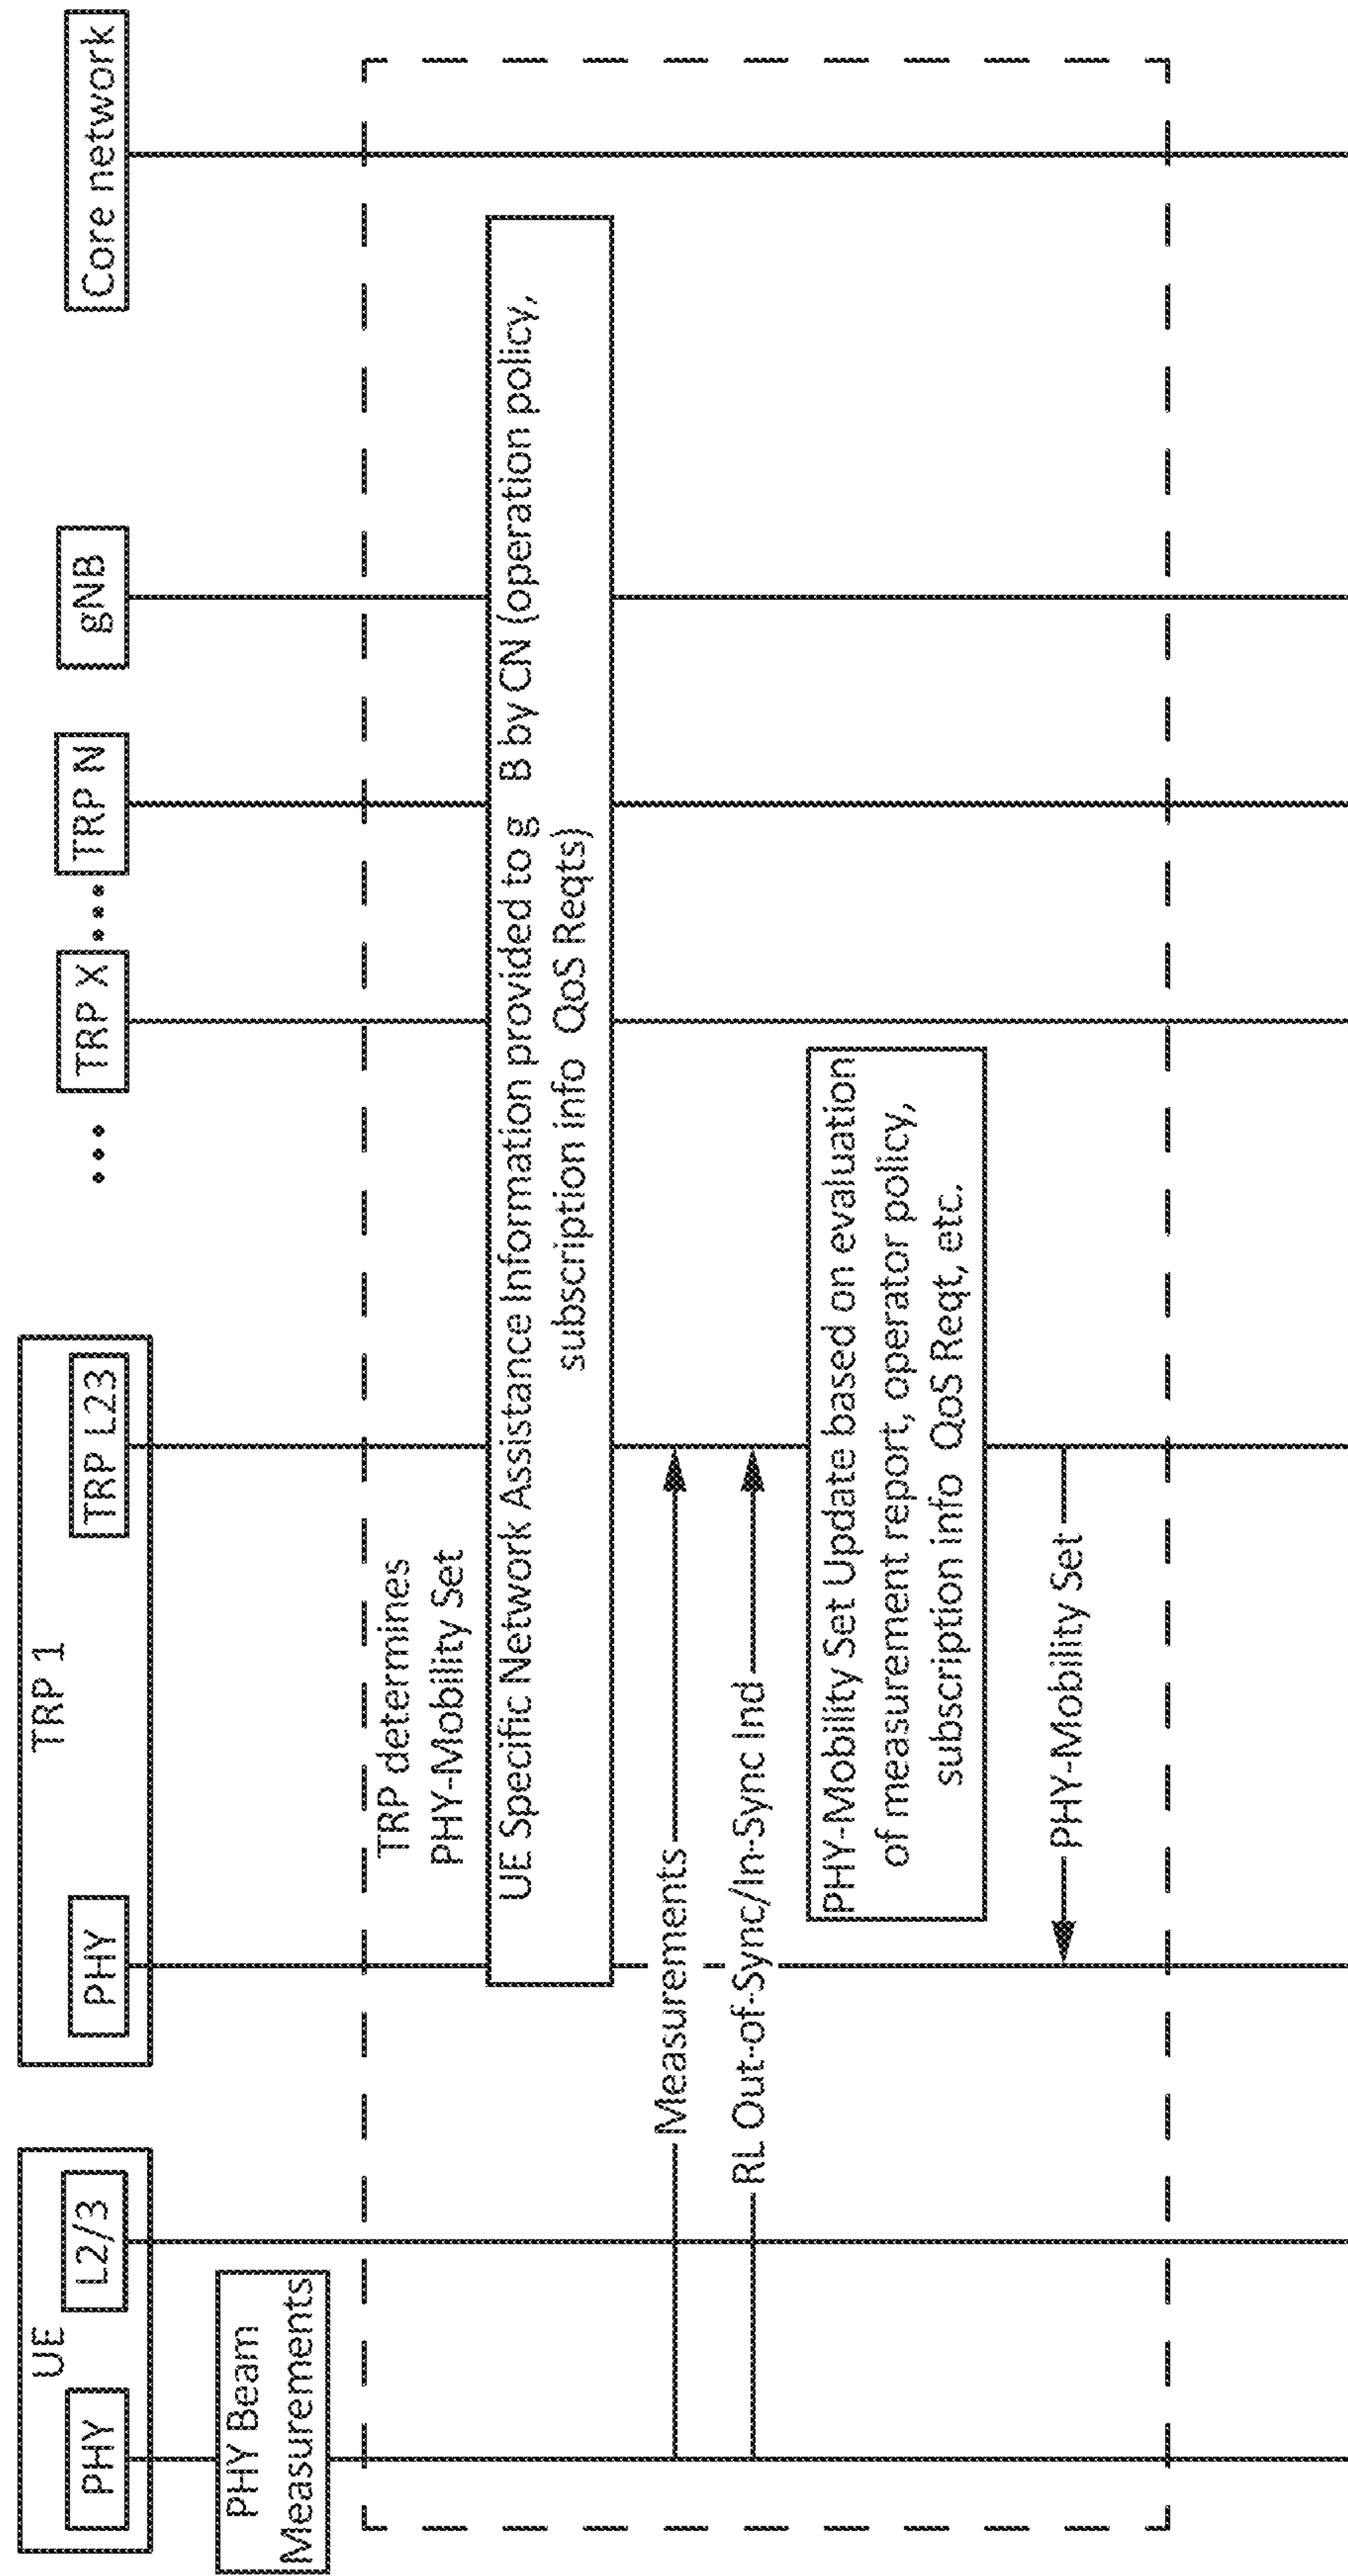 UE
PHY
L2/3
TRP 1
PHY
TRP L23
•••
TRP X
•••
TRP N
gNB
Core network
PHY Beam
Measurements
TRP determines
PHY-Mobility Set
UE Specific Network Assistance Information provided to g B by CN (operation policy,
subscription info QoS Reqts)
Measurements
RL Out-of-Sync/In-Sync Ind
PHY-Mobility Set Update based on evaluation
of measurement report, operator policy,
subscription info QoS Reqt, etc.
PHY-Mobility Set